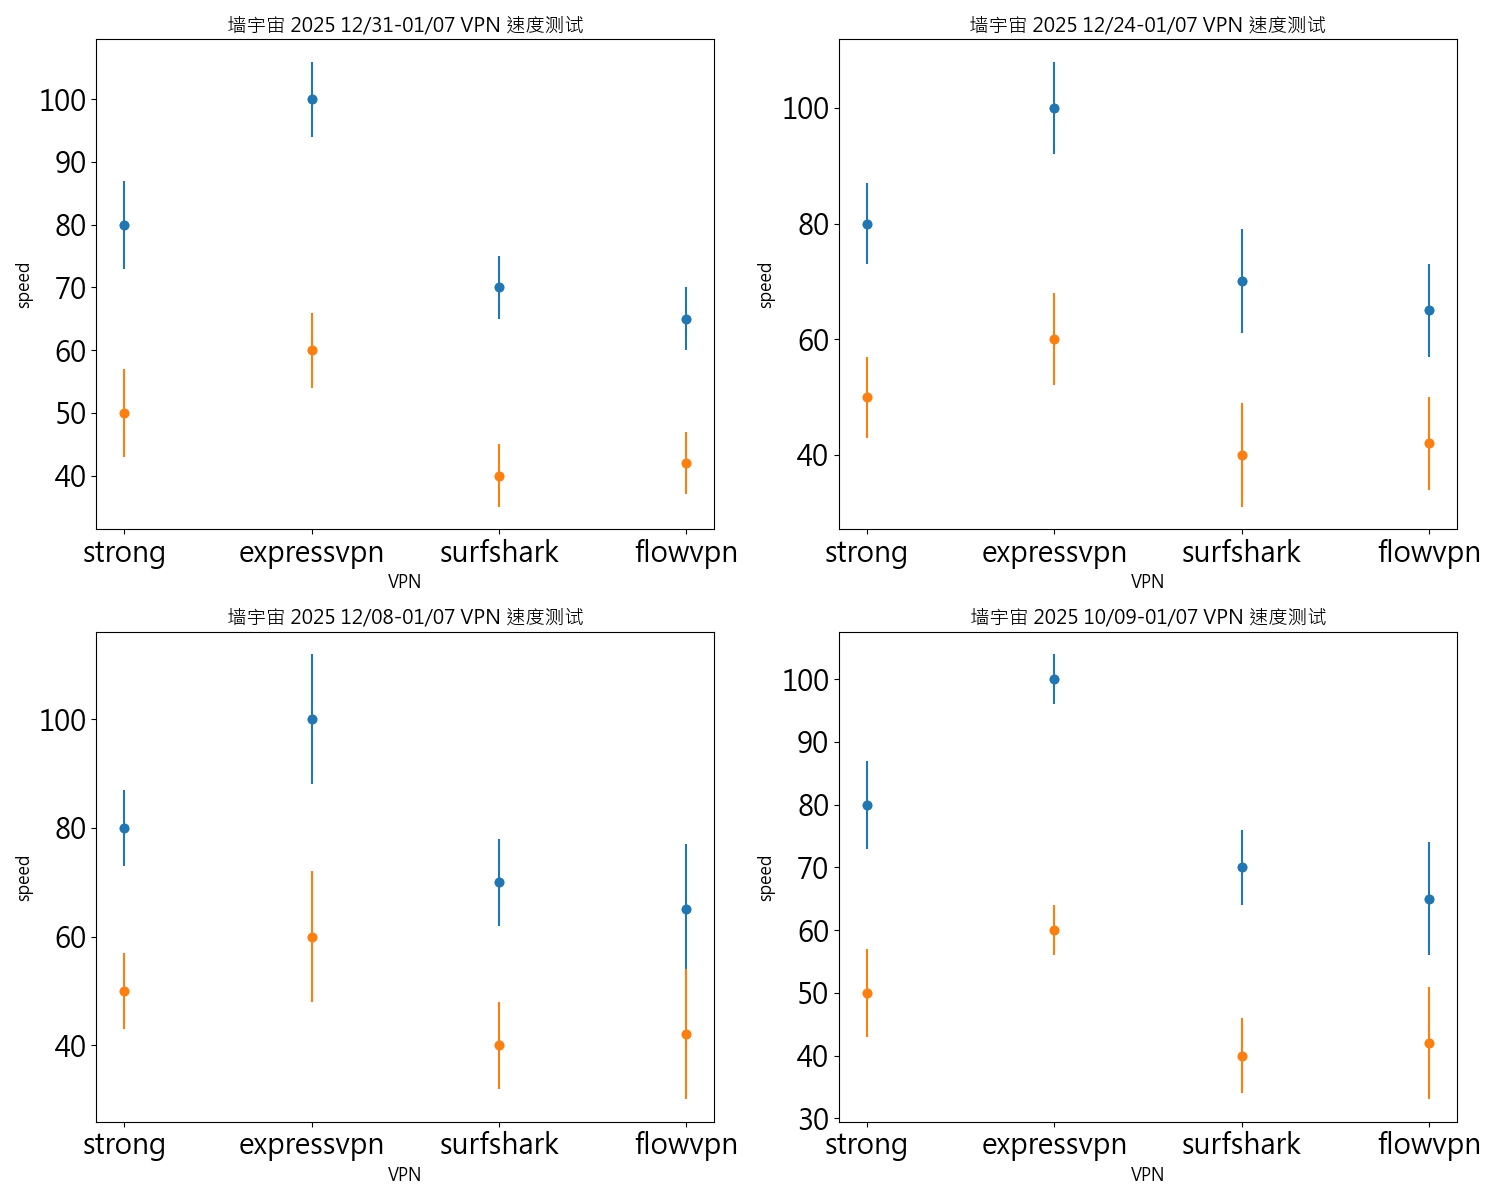 墙宇宙 2025 12/31-01/07 VPN 速度测试
speed
100
90
80
70
60
50
40
strong expressvpn surfshark flowvpn
VPN
墙宇宙 2025 12/24-01/07 VPN 速度测试
speed
100
80
60
40
strong expressvpn surfshark flowvpn
VPN
墙宇宙 2025 12/08-01/07 VPN 速度测试
speed
100
80
60
40
strong expressvpn surfshark flowvpn
VPN
墙宇宙 2025 10/09-01/07 VPN 速度测试
speed
100
90
80
70
60
50
40
30
strong expressvpn surfshark flowvpn
VPN